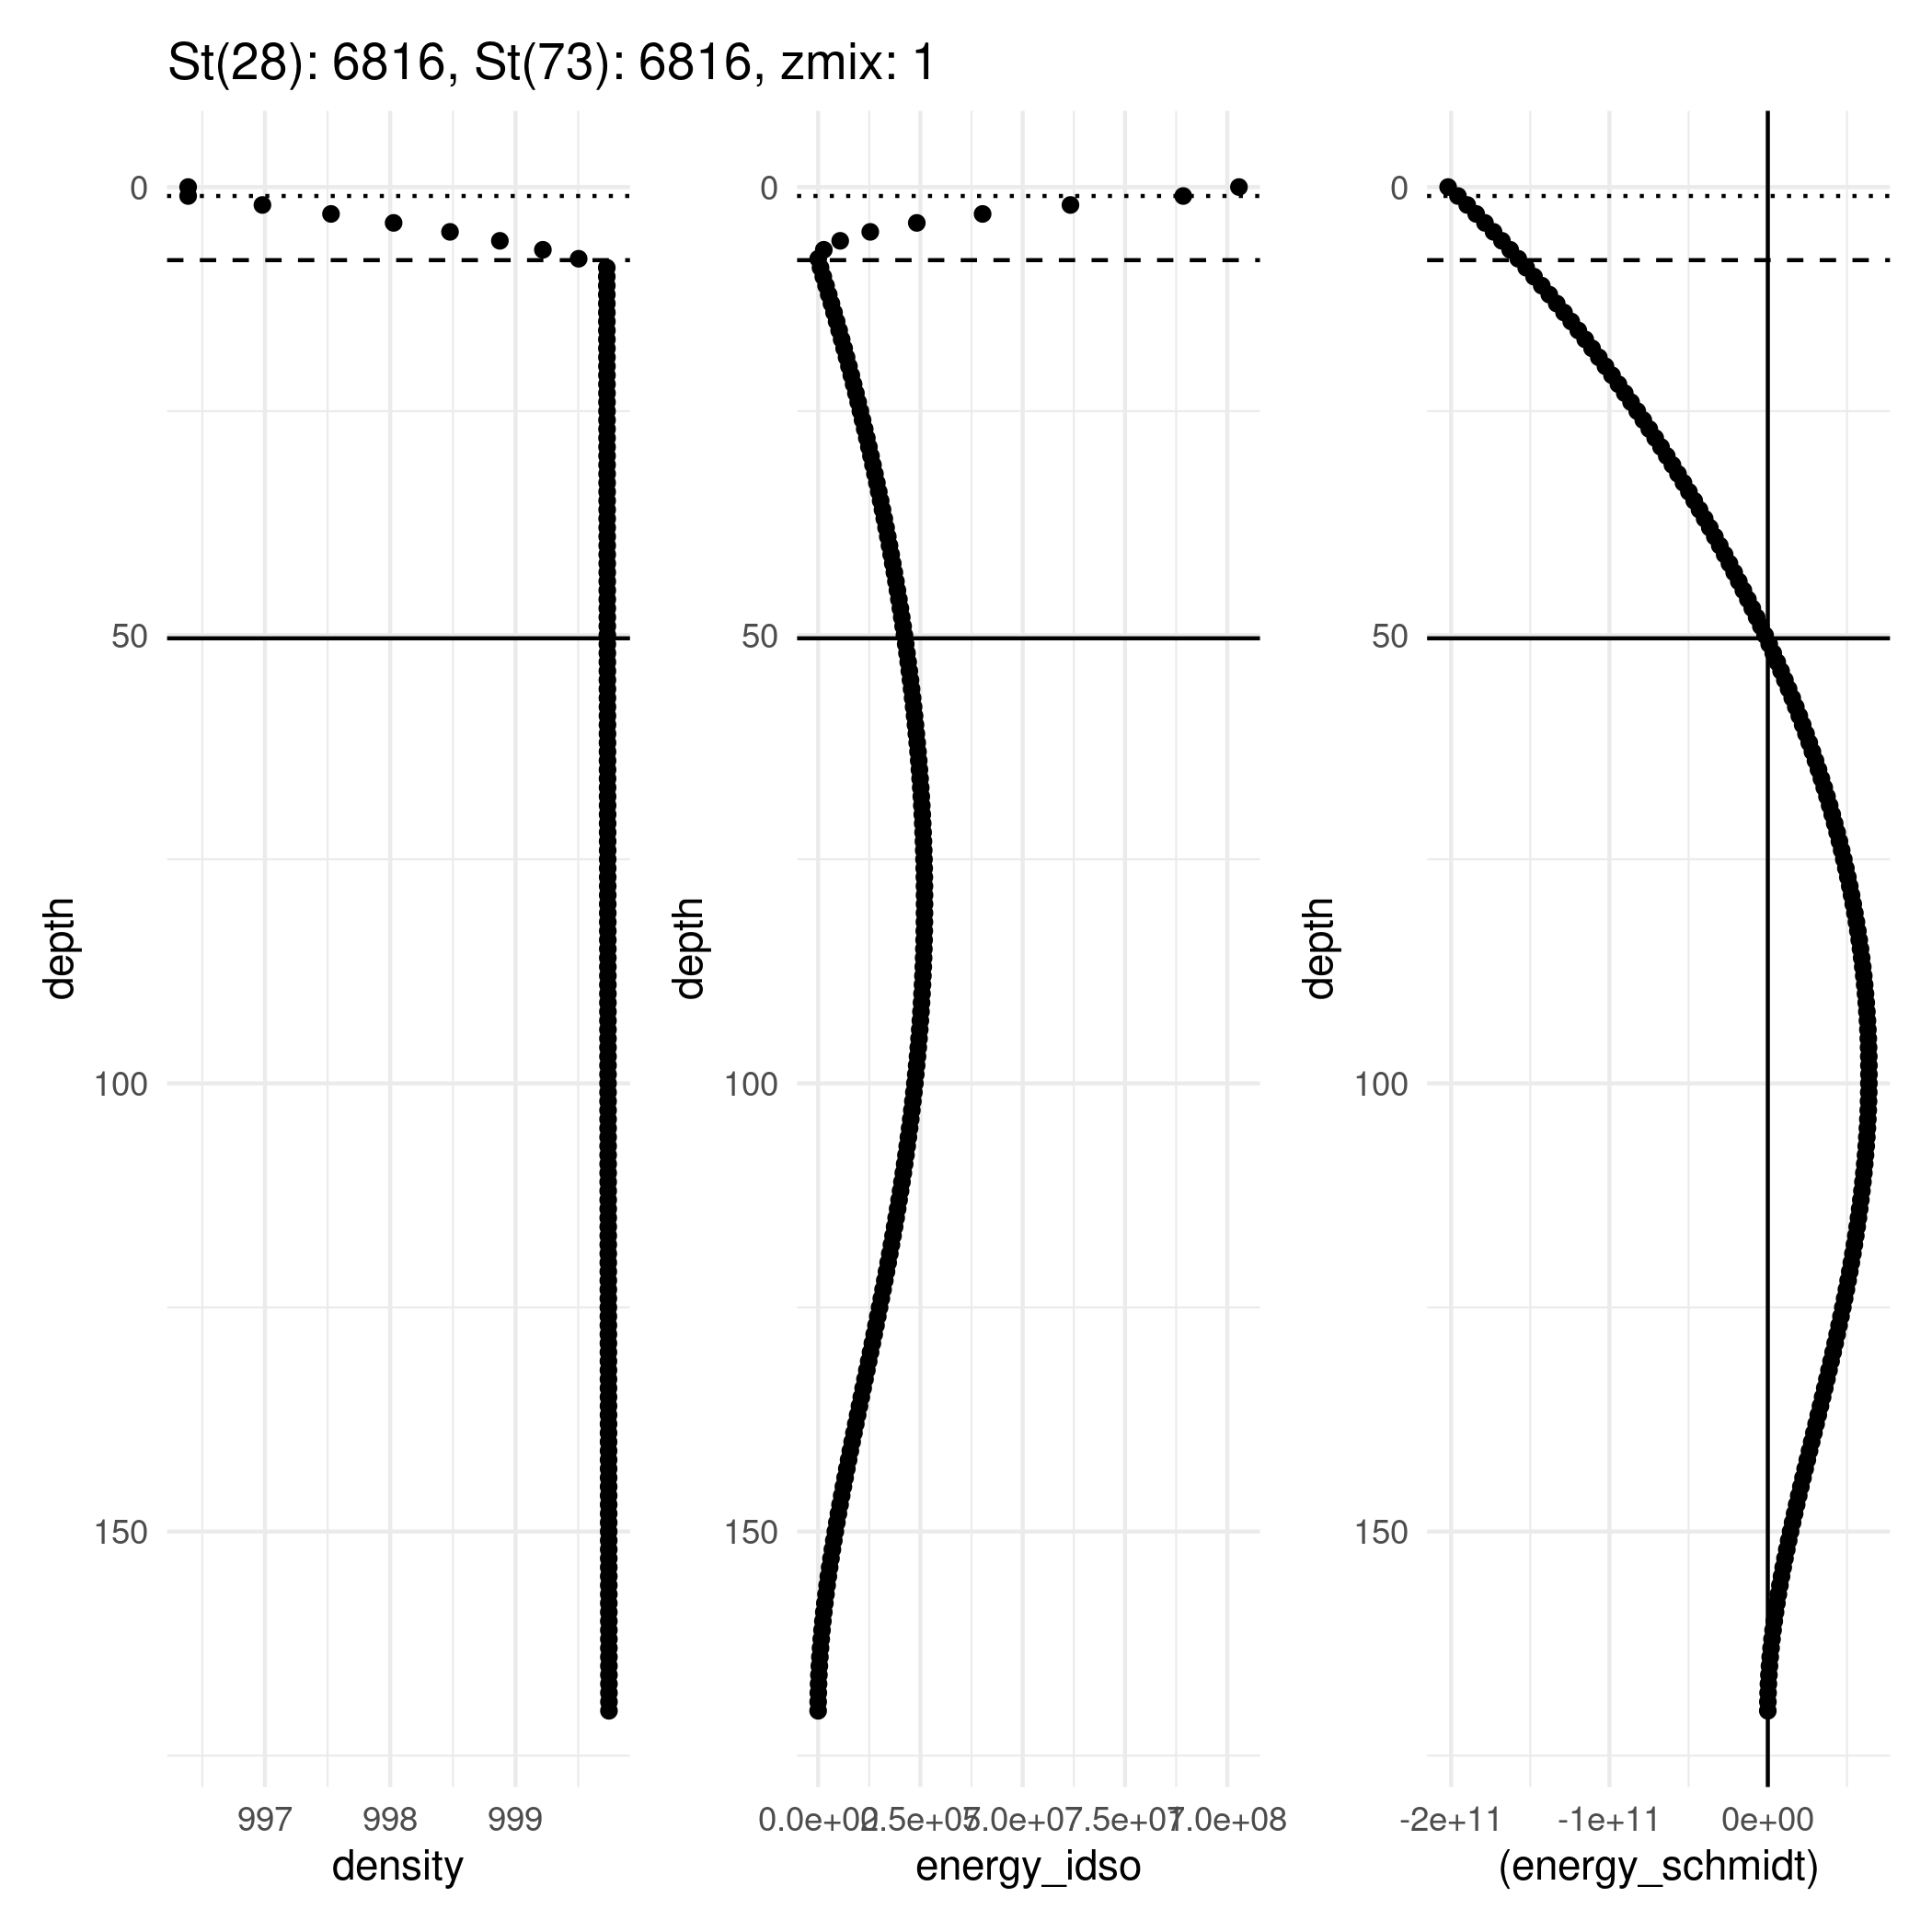 St(28): 6816, St(73): 6816, zmix: 1
0
50
100
150
depth
997 998 999
density
0
50
100
150
depth
0.0e+00 2.5e+07 5.0e+07 7.5e+07 1.0e+08
energy_idso
0
50
100
150
depth
-2e+11 -1e+11 0e+00
(energy_schmidt)